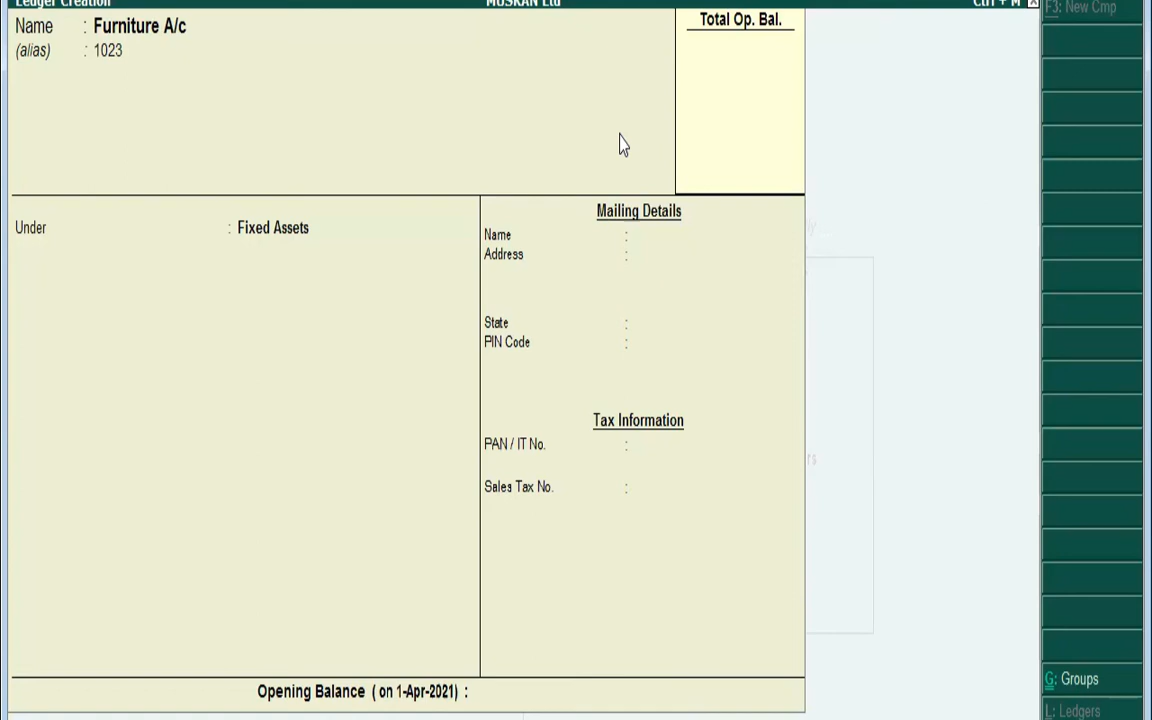 Ledger Creation MUSKAN Ltd Ctrl + M
F3: New Cmp
Name : Furniture A/c
(alias) : 1023
Total Op. Bal.
Under : Fixed Assets
Mailing Details
Name :
Address :
State :
PIN Code :
Tax Information
PAN / IT No. :
Sales Tax No. :
Opening Balance ( on 1-Apr-2021) :
G: Groups
L: Ledgers